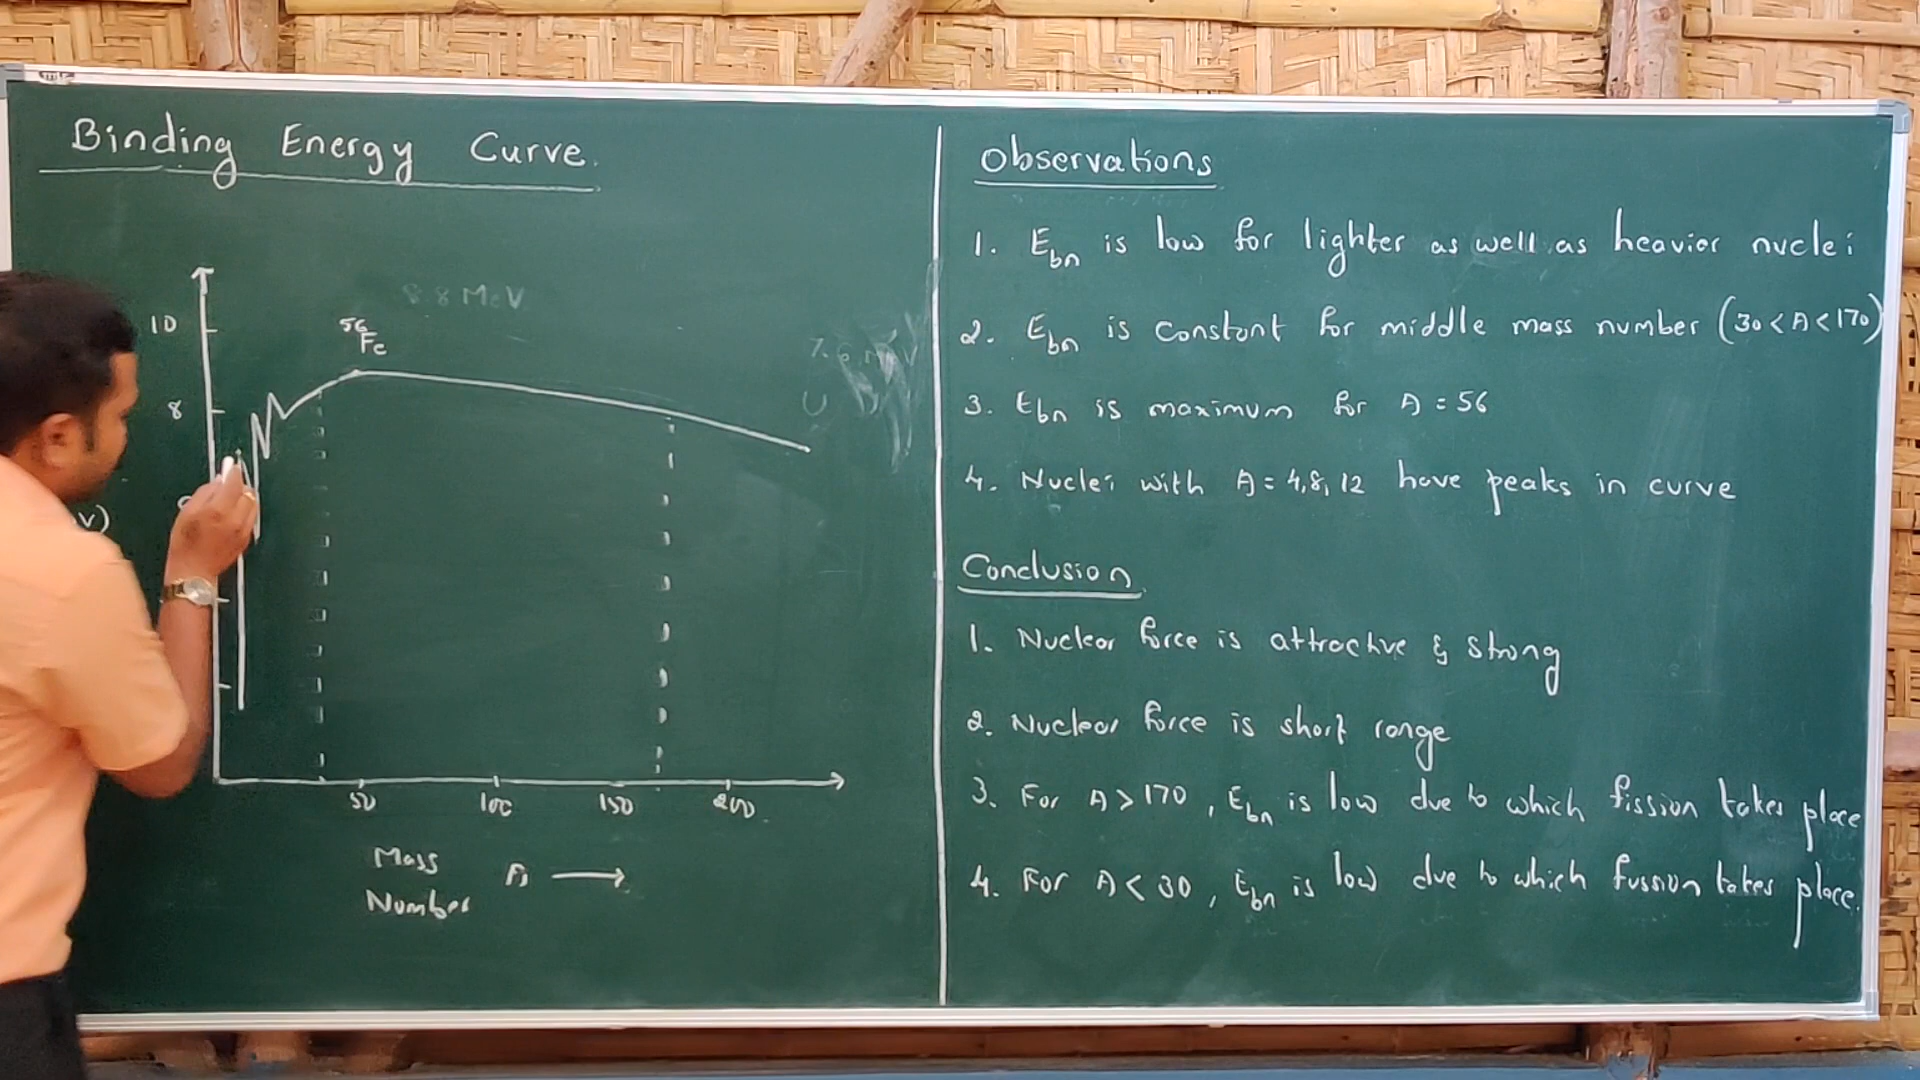 Binding Energy Curve.
8.8 MeV
10
56
Fe
8
U
V)
50 100 150 200
Mass A
Number
Observations
1. Ebn is low for lighter as well as heavier nuclei
2. Ebn is constant for middle mass number (30 < A < 170)
3. Ebn is maximum for A = 56
4. Nuclei with A = 4, 8, 12 have peaks in curve
Conclusion
1. Nuclear force is attractive & strong
2. Nuclear force is short range
3. For A > 170, Ebn is low due to which fission takes place
4. For A < 30, Ebn is low due to which fussion takes place.